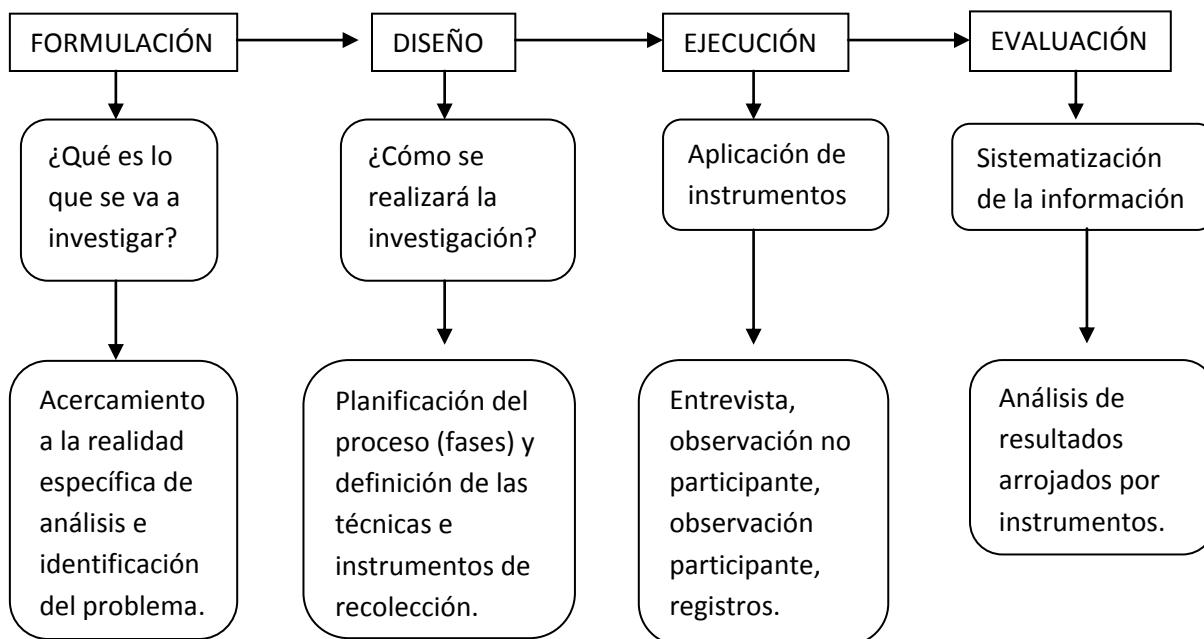 FORMULACIÓN
DISEÑO
EJECUCIÓN
EVALUACIÓN
¿Qué es lo
que se va a
investigar?
¿Cómo se
realizará la
investigación?
Aplicación de
instrumentos
Sistematización
de la información
Acercamiento
a la realidad
específica de
análisis e
identificación
del problema.
Planificación del
proceso (fases) y
definición de las
técnicas e
instrumentos de
recolección.
Entrevista,
observación no
participante,
observación
participante,
registros.
Análisis de
resultados
arrojados por
instrumentos.